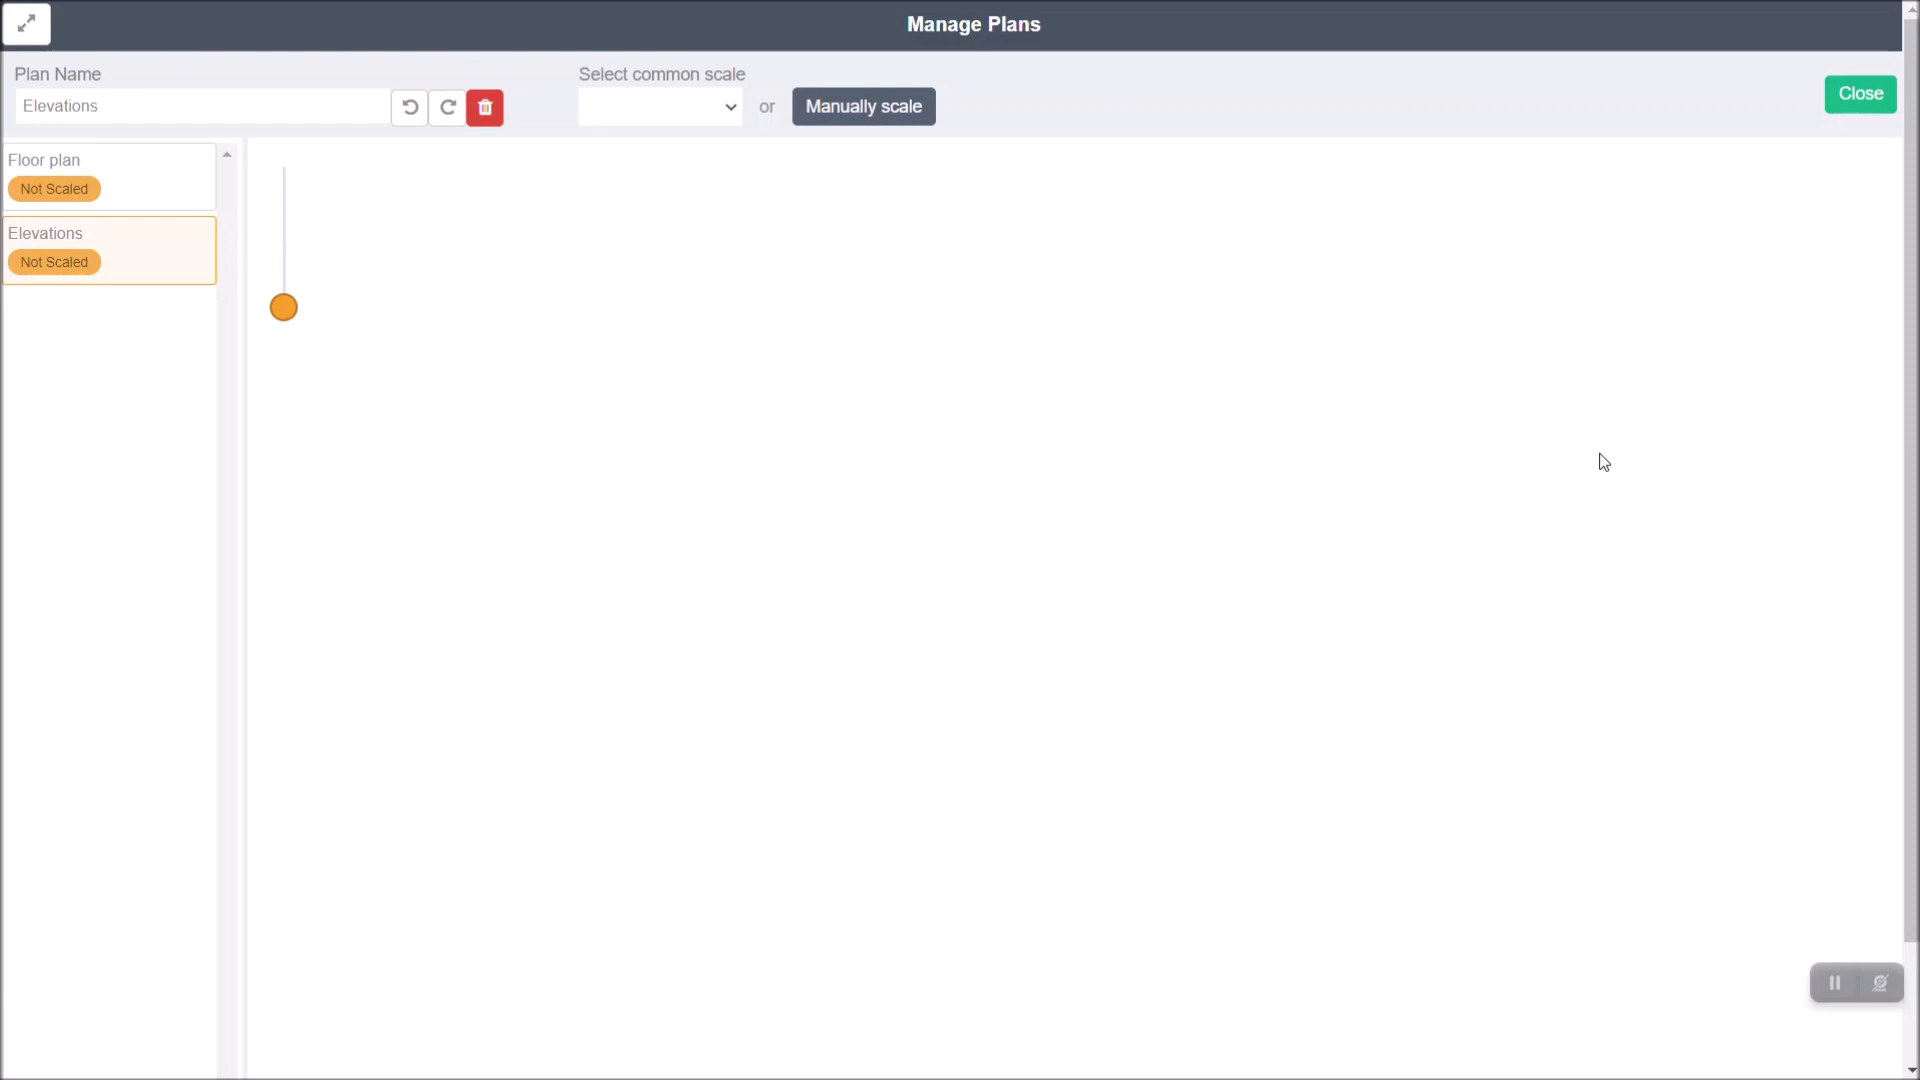 Manage Plans
Plan Name
Select common scale
Elevations
or
Manually scale
Close
Floor plan
Not Scaled
Elevations
Not Scaled